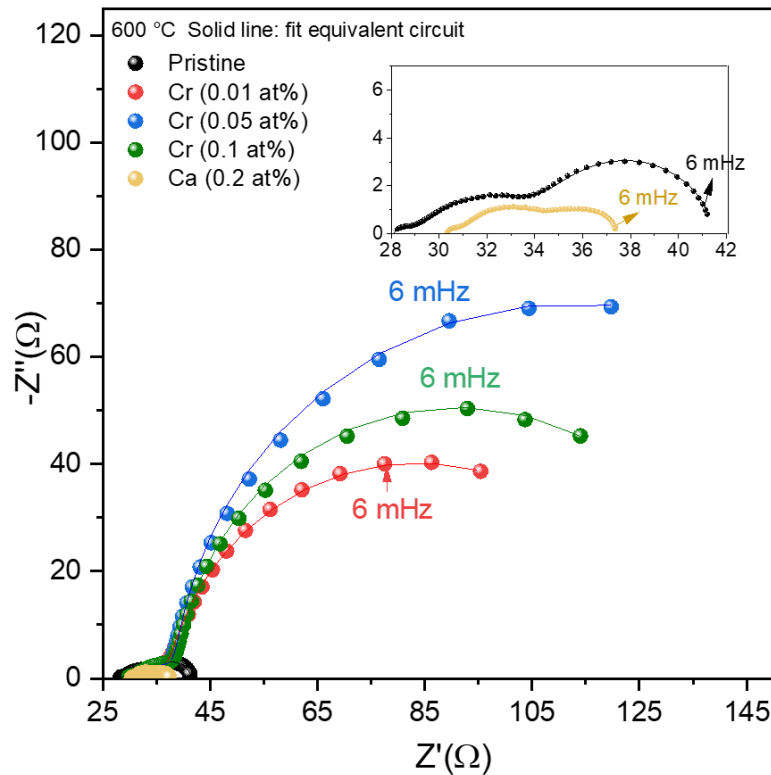 600 °C Solid line: fit equivalent circuit
Pristine
Cr (0.01 at%)
Cr (0.05 at%)
Cr (0.1 at%)
Ca (0.2 at%)
6
4
2
0
28 30 32 34 36 38 40 42
6 mHz
6 mHz
6 mHz
6 mHz
6 mHz
120
100
80
60
40
20
0
-Z''(Ω)
25 45 65 85 105 125 145
Z'(Ω)